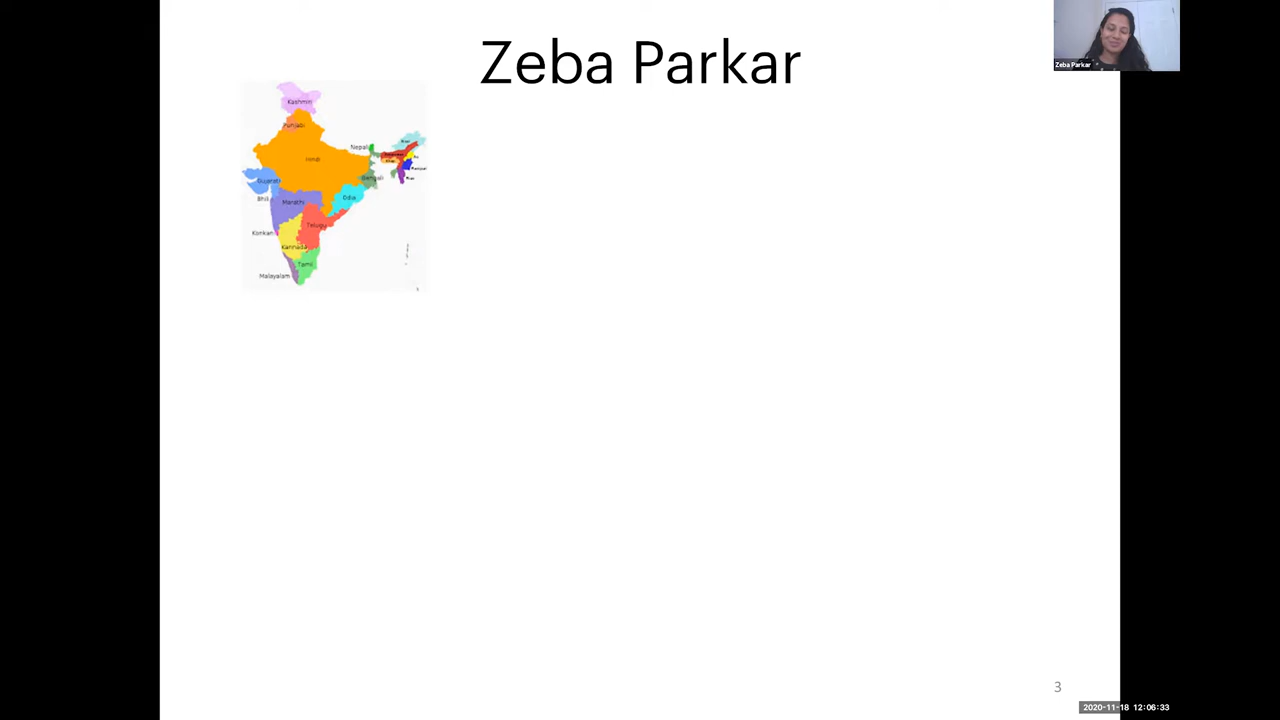 Zeba Parkar
Zeba Parkar
Kashmiri
Punjabi
Nepali
Hindi
Gujarati
Bengali
Bhili
Marathi
Odia
Telugu
Konkani
Kannada
Tamil
Malayalam
3
2020-11-18 12:06:33